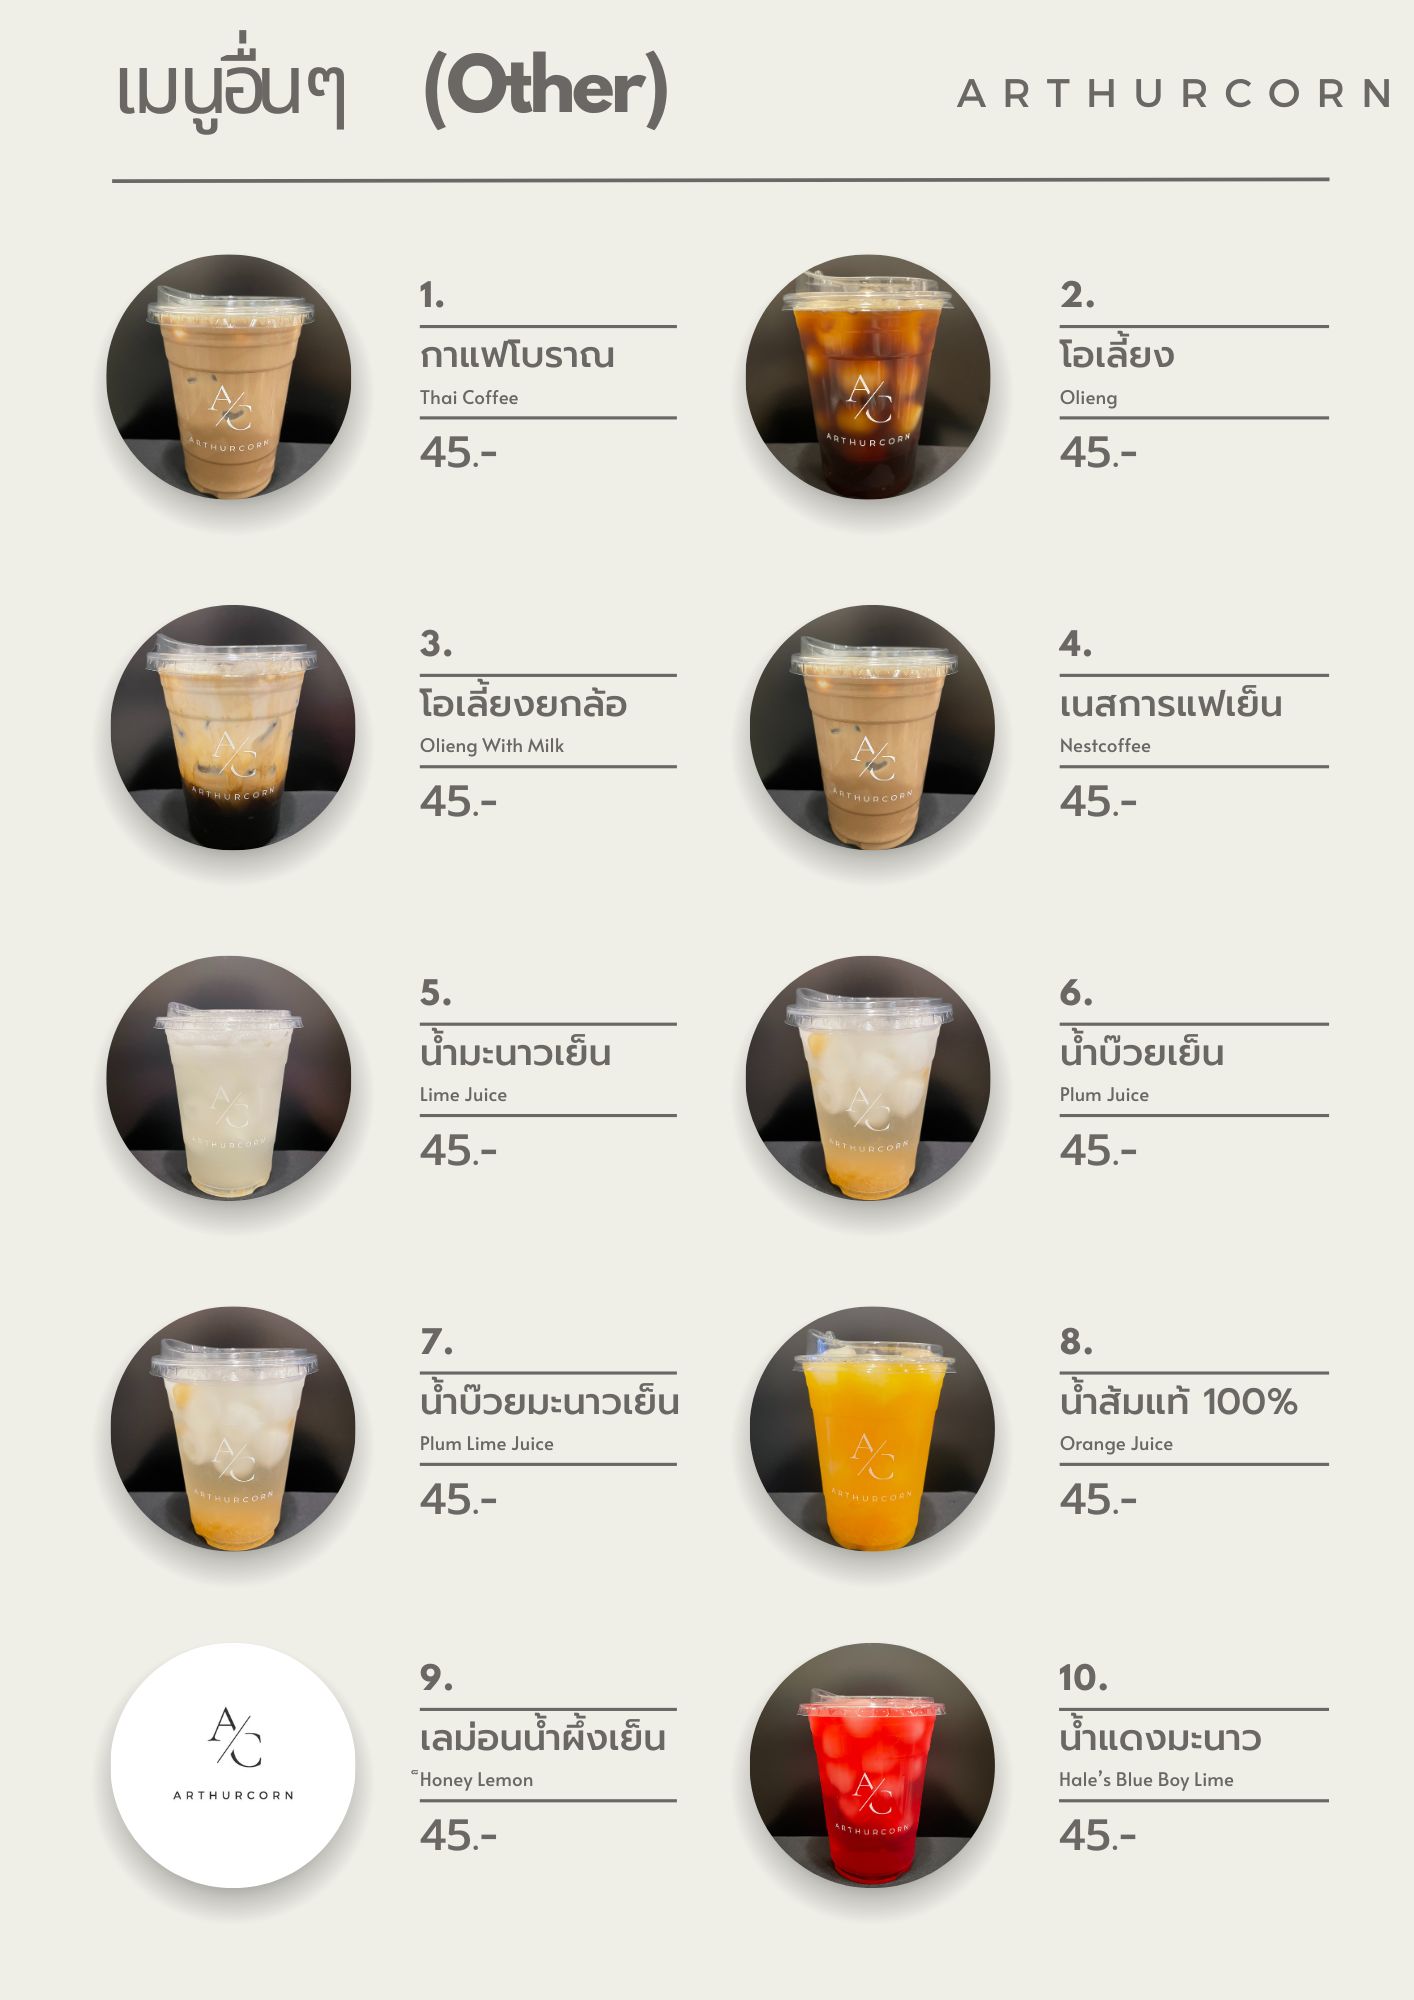 เมนูอื่นๆ (Other)
ARTHURCORN
1.
กาแฟโบราณ
Thai Coffee
45.-
A/C
ARTHURCORN
2.
โอเลี้ยง
Olieng
45.-
A/C
ARTHURCORN
3.
โอเลี้ยงยกล้อ
Olieng With Milk
45.-
A/C
ARTHURCORN
4.
เนสการแฟเย็น
Nestcoffee
45.-
A/C
ARTHURCORN
5.
น้ำมะนาวเย็น
Lime Juice
45.-
A/C
ARTHURCORN
6.
น้ำบ๊วยเย็น
Plum Juice
45.-
A/C
ARTHURCORN
7.
น้ำบ๊วยมะนาวเย็น
Plum Lime Juice
45.-
A/C
ARTHURCORN
8.
น้ำส้มแท้ 100%
Orange Juice
45.-
A/C
ARTHURCORN
9.
เลม่อนน้ำผึ้งเย็น
Honey Lemon
45.-
A/C
ARTHURCORN
10.
น้ำแดงมะนาว
Hale's Blue Boy Lime
45.-
A/C
ARTHURCORN